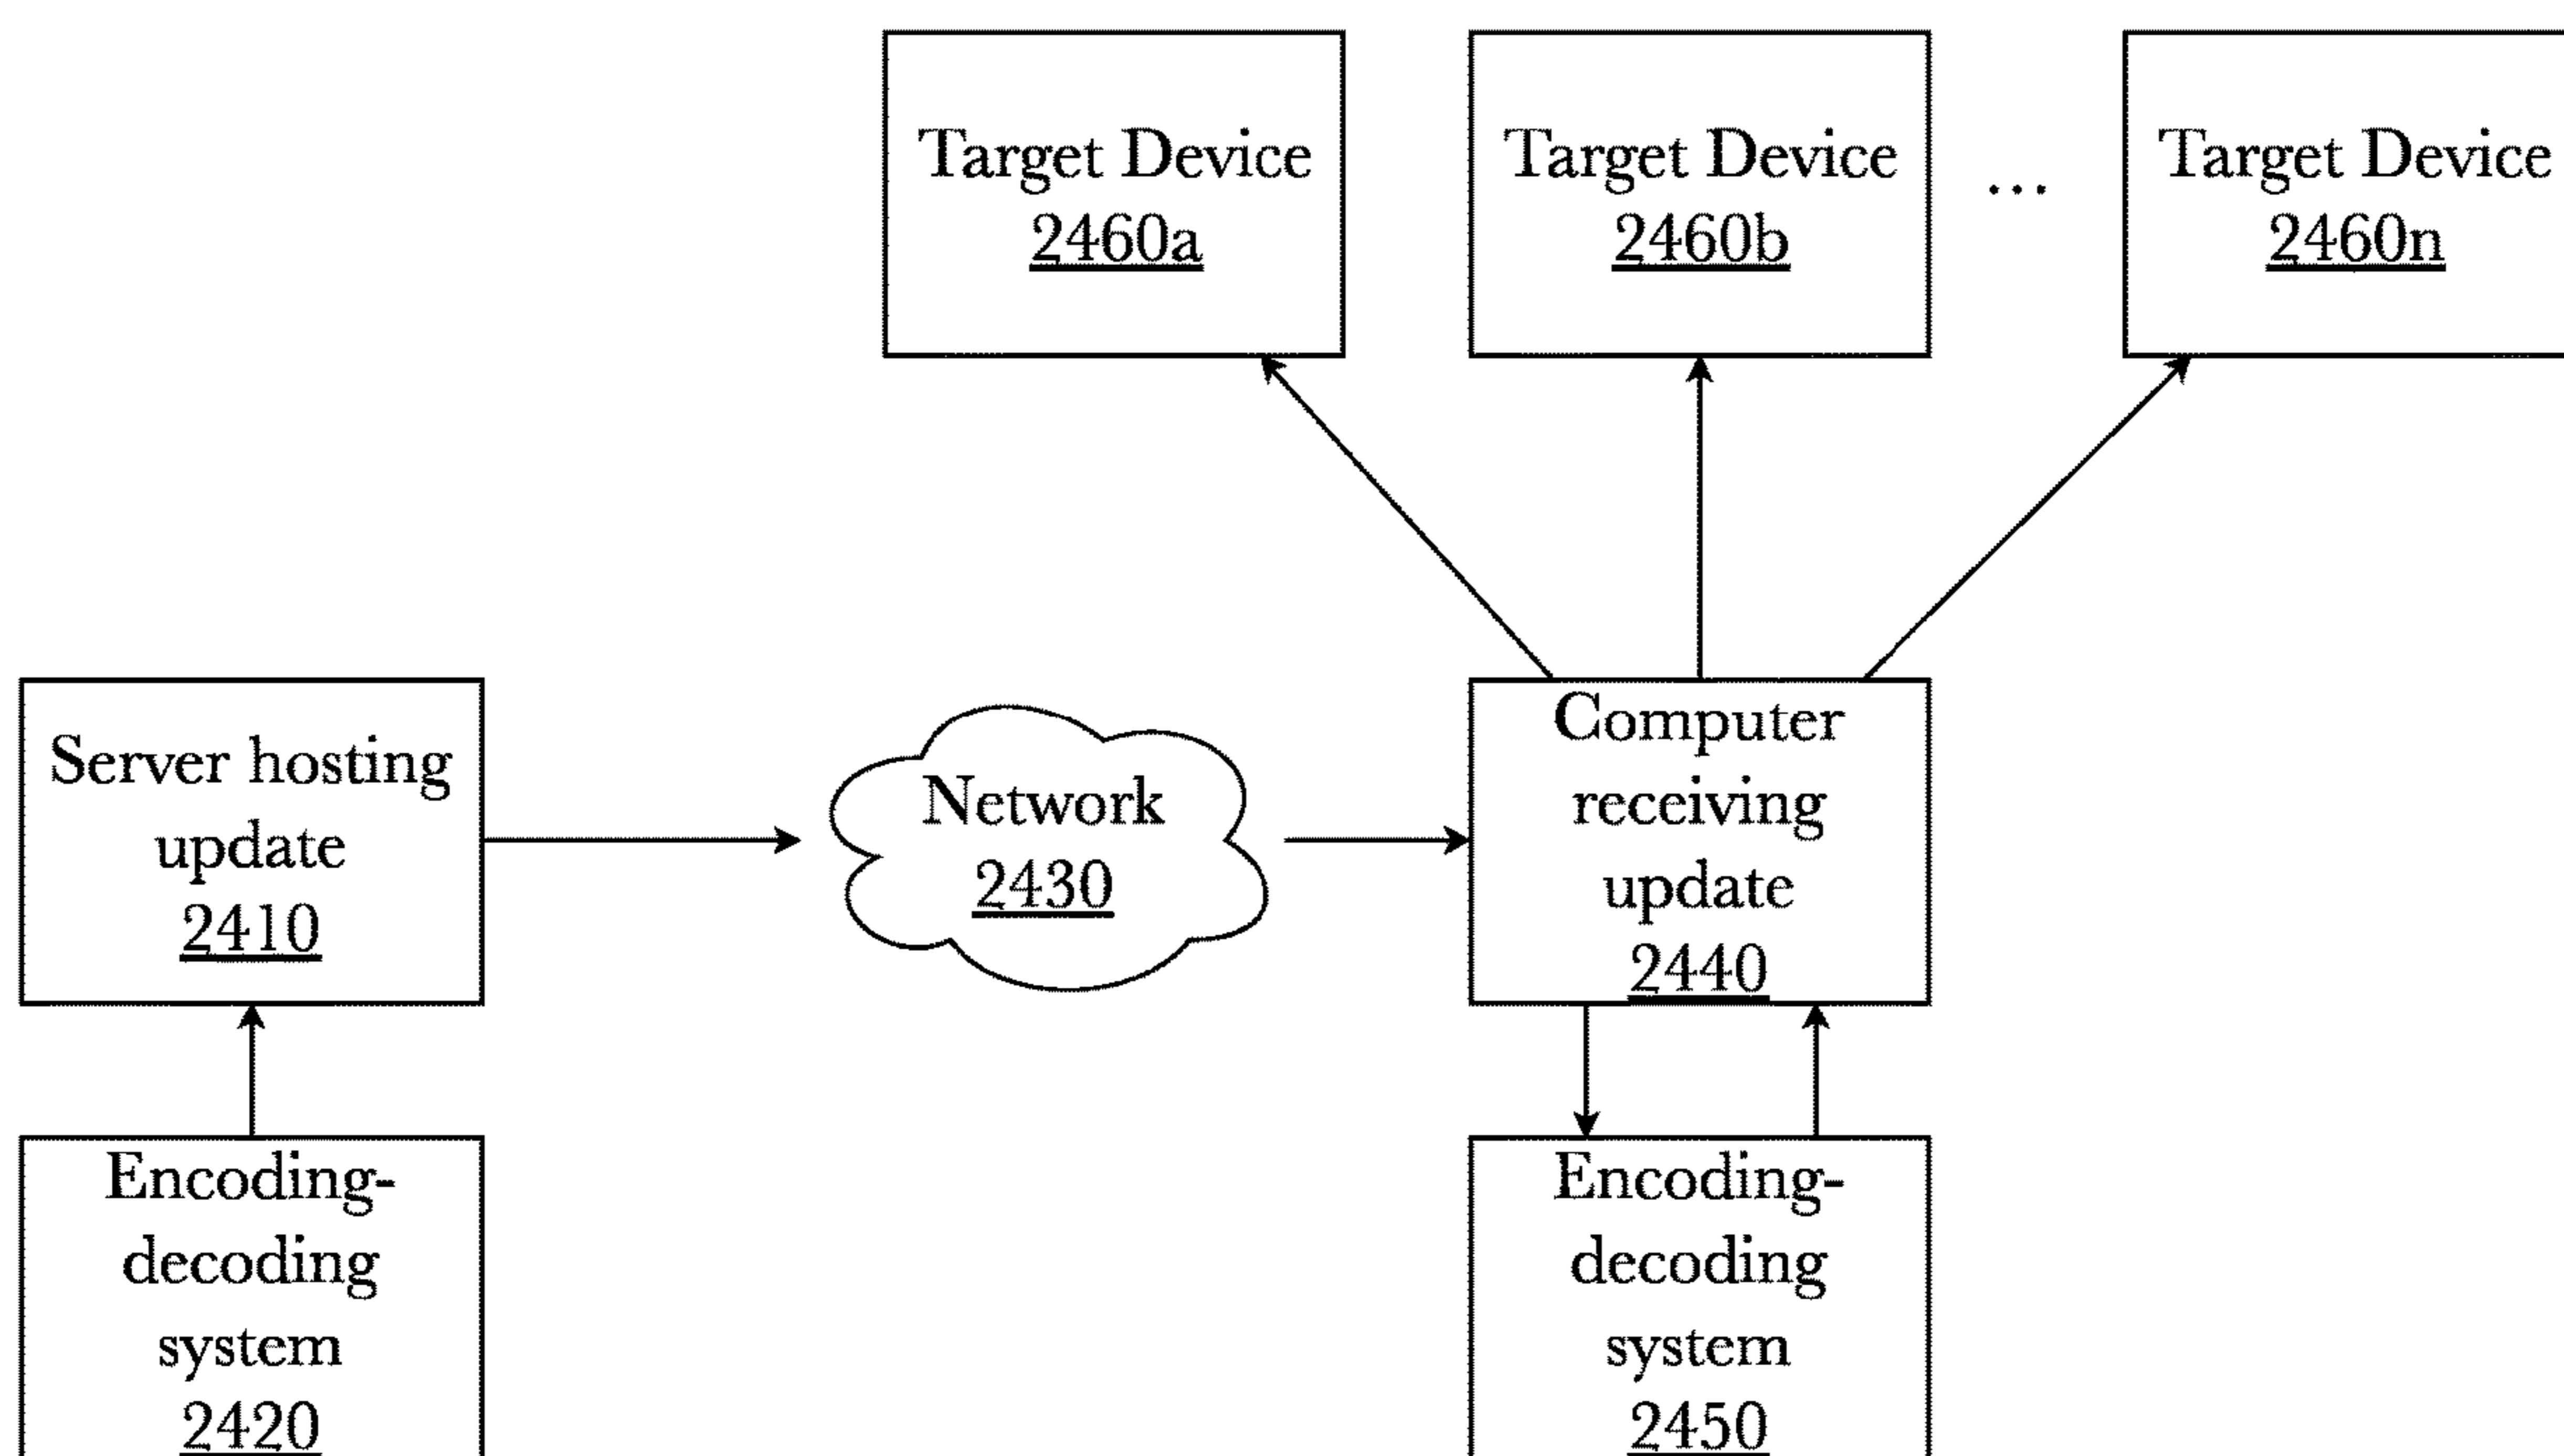 Target Device
2460a
Target Device
2460b
...
Target Device
2460n
Server hosting
update
2410
Network
2430
Computer
receiving
update
2440
Encoding-
decoding
system
2420
Encoding-
decoding
system
2450